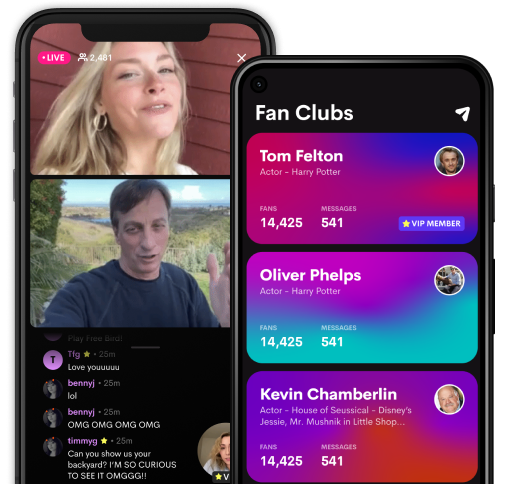 LIVE
2,481
Play Free Bird!
Tfg • 25m
T
Love youuuuu
bennyj • 25m
lol
bennyj • 25m
OMG OMG OMG OMG
timmyg • 25m
Can you show us your
backyard? I'M SO CURIOUS
TO SEE IT OMGGG!!
V
Fan Clubs
Tom Felton
Actor - Harry Potter
FANS MESSAGES
14,425 541
VIP MEMBER
Oliver Phelps
Actor - Harry Potter
FANS MESSAGES
14,425 541
Kevin Chamberlin
Actor - House of Seussical - Disney's
Jessie, Mr. Mushnik in Little Shop...
FANS MESSAGES
14,425 541